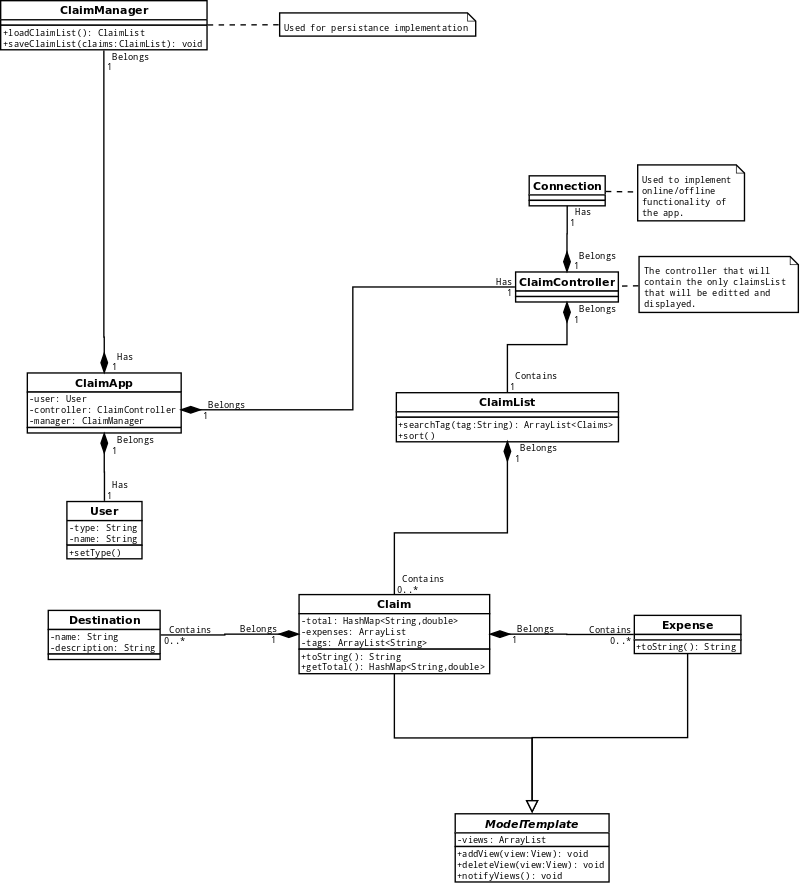 ClaimManager
+loadClaimList(): ClaimList
+saveClaimList(claims:ClaimList): void
Used for persistance implementation
Belongs
1
Connection
Used to implement
online/offline
functionality of
the app.
Has
1
Belongs
1
Has
1
ClaimController
The controller that will
contain the only claimsList
that will be editted and
displayed.
Belongs
1
Has
1
ClaimApp
-user: User
-controller: ClaimController
-manager: ClaimManager
Belongs
1
Contains
1
ClaimList
+searchTag(tag:String): ArrayList<Claims>
+sort()
Belongs
1
Belongs
1
Has
1
User
-type: String
-name: String
+setType()
Contains
0..*
Destination
-name: String
-description: String
Contains
0..*
Belongs
1
Claim
-total: HashMap<String,double>
-expenses: ArrayList
-tags: ArrayList<String>
+toString(): String
+getTotal(): HashMap<String,double>
Belongs
1
Contains
0..*
Expense
+toString(): String
ModelTemplate
-views: ArrayList
+addView(view:View): void
+deleteView(view:View): void
+notifyViews(): void